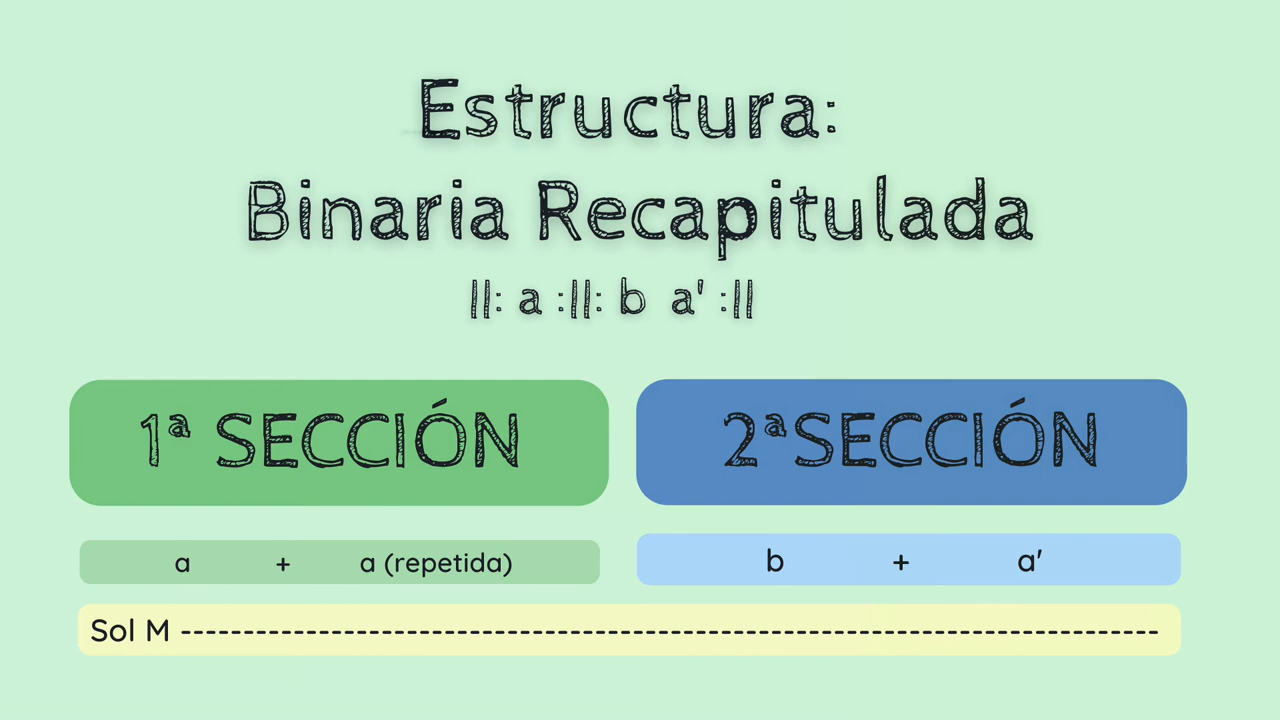 Estructura:
Binaria Recapitulada
||: a :||: b a' :||
1ª SECCIÓN
2ªSECCIÓN
a + a (repetida)
b + a'
Sol M ------------------------------------------------------------------------------